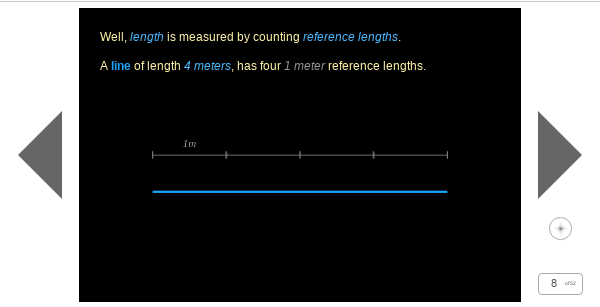 Well, length is measured by counting reference lengths.
A line of length 4 meters, has four 1 meter reference lengths.
1m
8 of 52